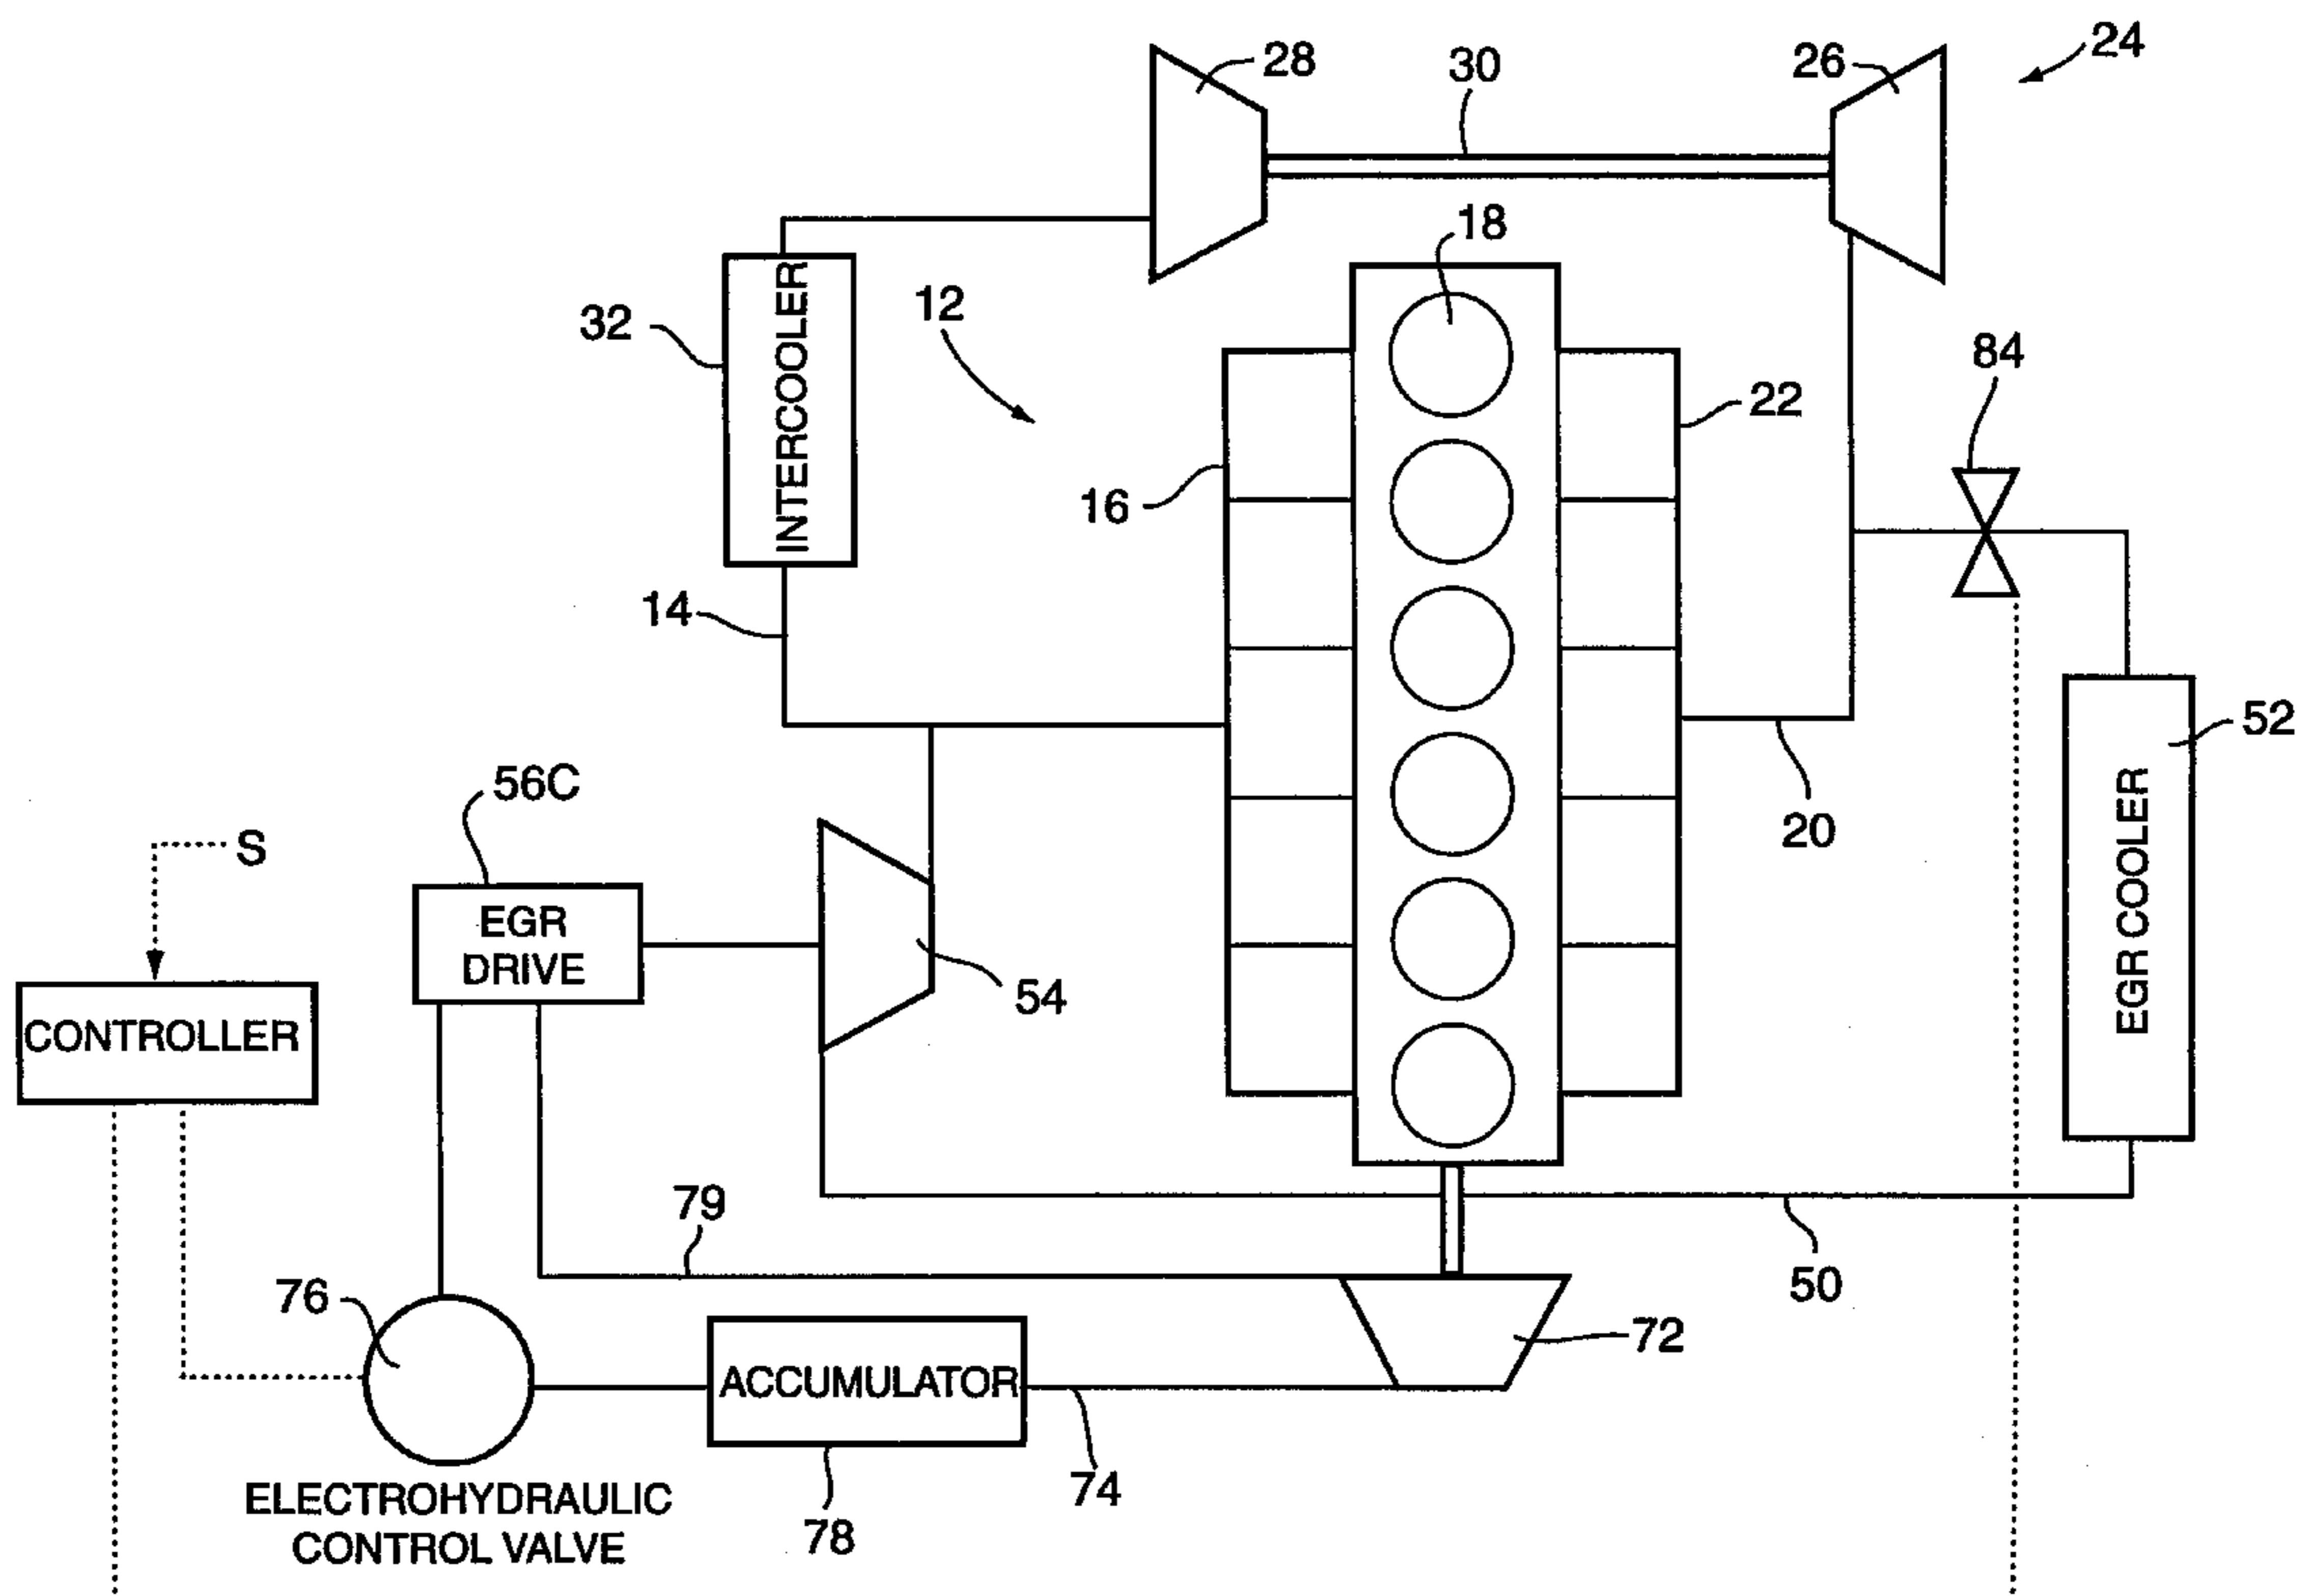 24
28
30
26
18
12
32
INTERCOOLER
84
22
16
14
52
56C
S
20
EGR COOLER
EGR
DRIVE
54
CONTROLLER
79
50
76
72
ACCUMULATOR
74
ELECTROHYDRAULIC
CONTROL VALVE
78